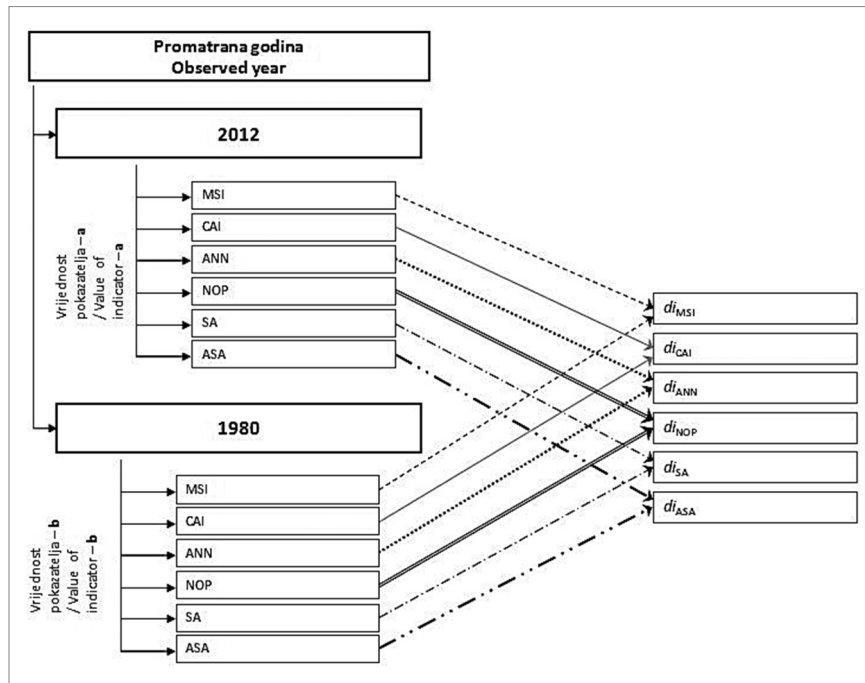 Promatrana godina
Observed year
2012
Vrijednost
pokazatelja – a
/ Value of
indicator – a
MSI
CAI
ANN
NOP
SA
ASA
1980
Vrijednost
pokazatelja – b
/ Value of
indicator – b
MSI
CAI
ANN
NOP
SA
ASA
diMSI
diCAI
diANN
diNOP
diSA
diASA